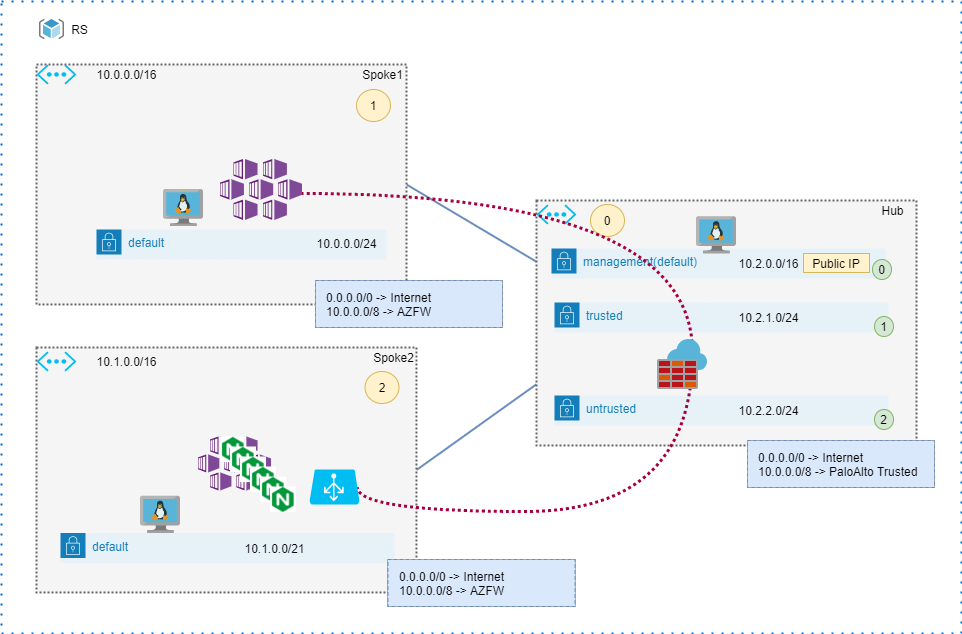 RS
10.0.0.0/16
Spoke1
1
default
10.0.0.0/24
0.0.0.0/0 -> Internet
10.0.0.0/8 -> AZFW
Hub
0
management(default)
10.2.0.0/16
Public IP
0
trusted
10.2.1.0/24
1
untrusted
10.2.2.0/24
2
0.0.0.0/0 -> Internet
10.0.0.0/8 -> PaloAlto Trusted
10.1.0.0/16
Spoke2
2
N
default
10.1.0.0/21
0.0.0.0/0 -> Internet
10.0.0.0/8 -> AZFW